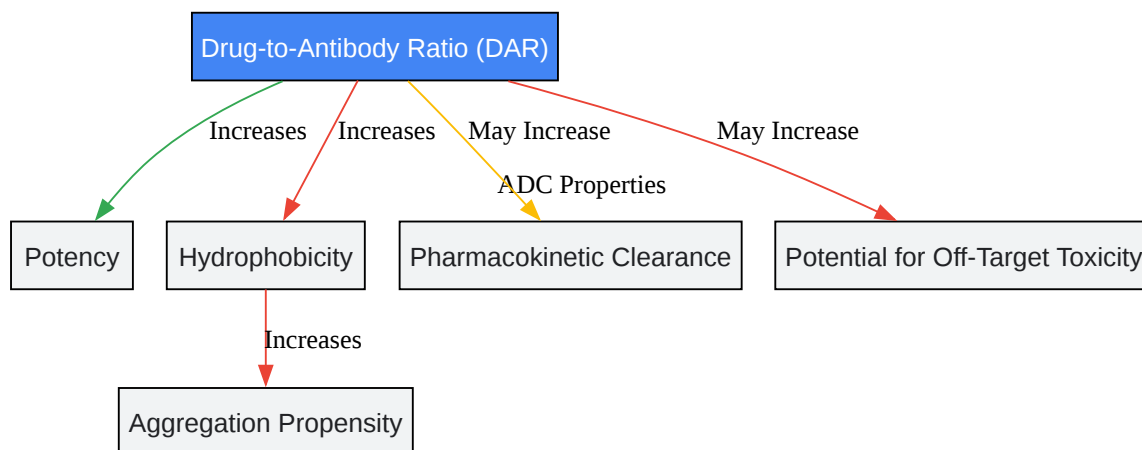 Drug-to-Antibody Ratio (DAR)
Increases
Increases
May Increase
May Increase
ADC Properties
Potency
Hydrophobicity
Pharmacokinetic Clearance
Potential for Off-Target Toxicity
Increases
Aggregation Propensity